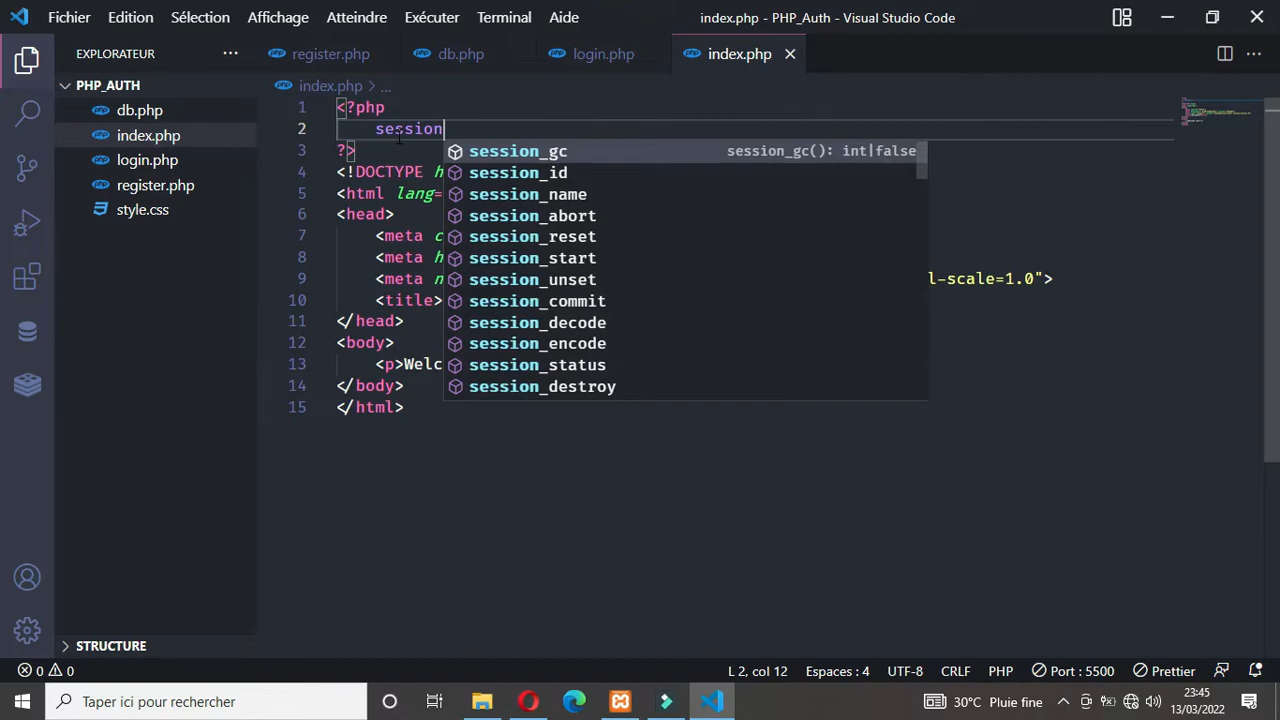 Fichier Edition Sélection Affichage Atteindre Exécuter Terminal Aide index.php - PHP_Auth - Visual Studio Code
EXPLORATEUR ··· register.php db.php login.php index.php
PHP_AUTH
db.php
index.php
login.php
register.php
style.css
STRUCTURE
index.php > ...
1 <?php
2 session
3 ?>
4 <!DOCTYPE h
5 <html lang=
6 <head>
7 <meta c
8 <meta h
9 <meta n l-scale=1.0">
10 <title>
11 </head>
12 <body>
13 <p>Welc
14 </body>
15 </html>
session_gc session_gc(): int|false
session_id
session_name
session_abort
session_reset
session_start
session_unset
session_commit
session_decode
session_encode
session_status
session_destroy
0 0 L 2, col 12 Espaces : 4 UTF-8 CRLF PHP Port : 5500 Prettier
Taper ici pour rechercher 30°C Pluie fine 23:45
13/03/2022